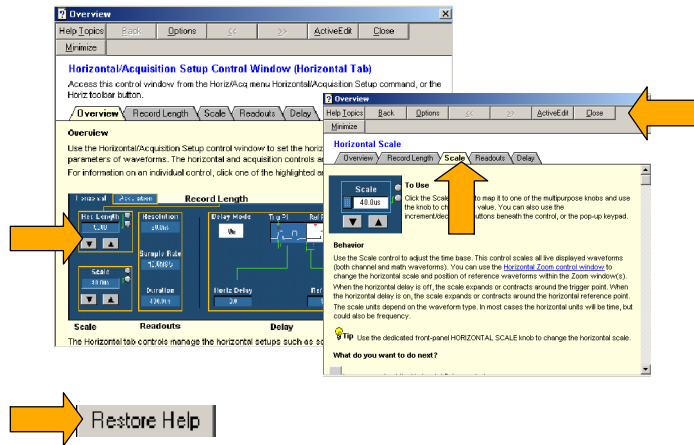 Overview
Help Topics Back Options << >> ActiveEdit Close
Minimize
Horizontal/Acquisition Setup Control Window (Horizontal Tab)
Access this control window from the Horiz/Acq menu Horizontal/Acquisition Setup command, or the
Horiz toolbar button.
Overview Record Length Scale Readouts Delay
Overview
Use the Horizontal/Acquisition Setup control window to set the horiz
parameters of waveforms. The horizontal and acquisition controls a
For information on an individual control, click one of the highlighted a
Horizontal Acquisition Record Length
Rec Length Resolution Delay Mode
Sample Rate
Scale
Duration Horiz Delay
Scale Readouts Delay
The Horizontal tab controls manage the horizontal setups such as sc
Overview
Help Topics Back Options << >> ActiveEdit Close
Minimize
Horizontal Scale
Overview Record Length Scale Readouts Delay
Scale
40.0us
To Use
Click the Scale to map it to one of the multipurpose knobs and use
the knob to ch value. You can also use the
increment/dec uttons beneath the control, or the pop-up keypad.
Behavior
Use the Scale control to adjust the time base. This control scales all live displayed waveforms
(both channel and math waveforms). You can use the Horizontal Zoom control window to
change the horizontal scale and position of reference waveforms within the Zoom window(s).
When the horizontal delay is off, the scale expands or contracts around the trigger point. When
the horizontal delay is on, the scale expands or contracts around the horizontal reference point.
The scale units depend on the waveform type. In most cases the horizontal units will be time, but
could also be frequency.
Tip Use the dedicated front-panel HORIZONTAL SCALE knob to change the horizontal scale.
What do you want to do next?
Restore Help